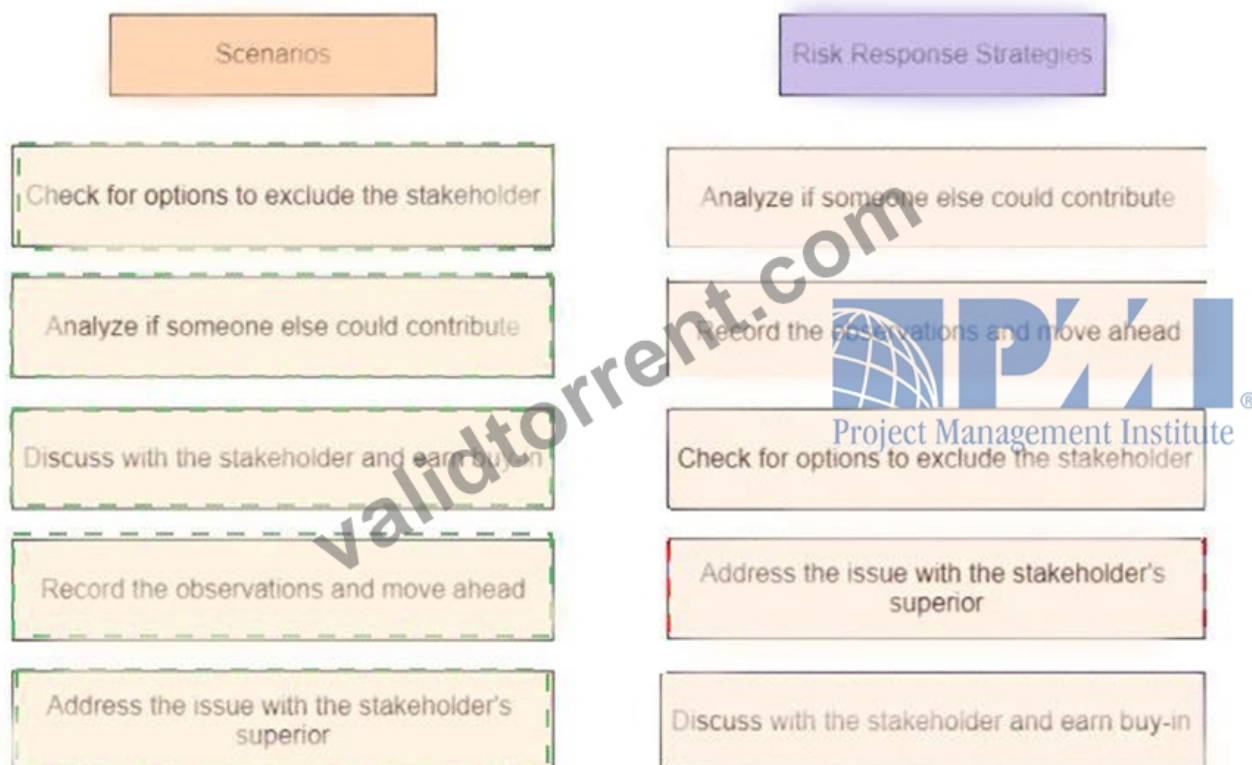 Scenarios
Risk Response Strategies
Check for options to exclude the stakeholder
Analyze if someone else could contribute
Analyze if someone else could contribute
Record the observations and move ahead
Discuss with the stakeholder and earn buy-in
Check for options to exclude the stakeholder
Record the observations and move ahead
Address the issue with the stakeholder's
superior
Address the issue with the stakeholder's
superior
Discuss with the stakeholder and earn buy-in
validtorrent.com
PMI
®
Project Management Institute